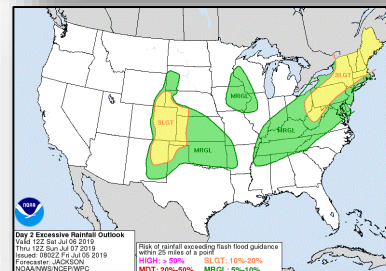 SLGT
MRGL
SLGT
MRGL
MRGL
NOAA
Day 2 Excessive Rainfall Outlook
Valid 12Z Sat Jul 06 2019
Thru 12Z Sun Jul 07 2019
Issued: 0802Z Fri Jul 05 2019
Forecaster: JACKSON
NOAA/NWS/NCEP/WPC
Risk of rainfall exceeding flash flood guidance
within 25 miles of a point
HIGH: > 50% SLGT: 10%-20%
MDT: 20%-50% MRGL: 5%-10%